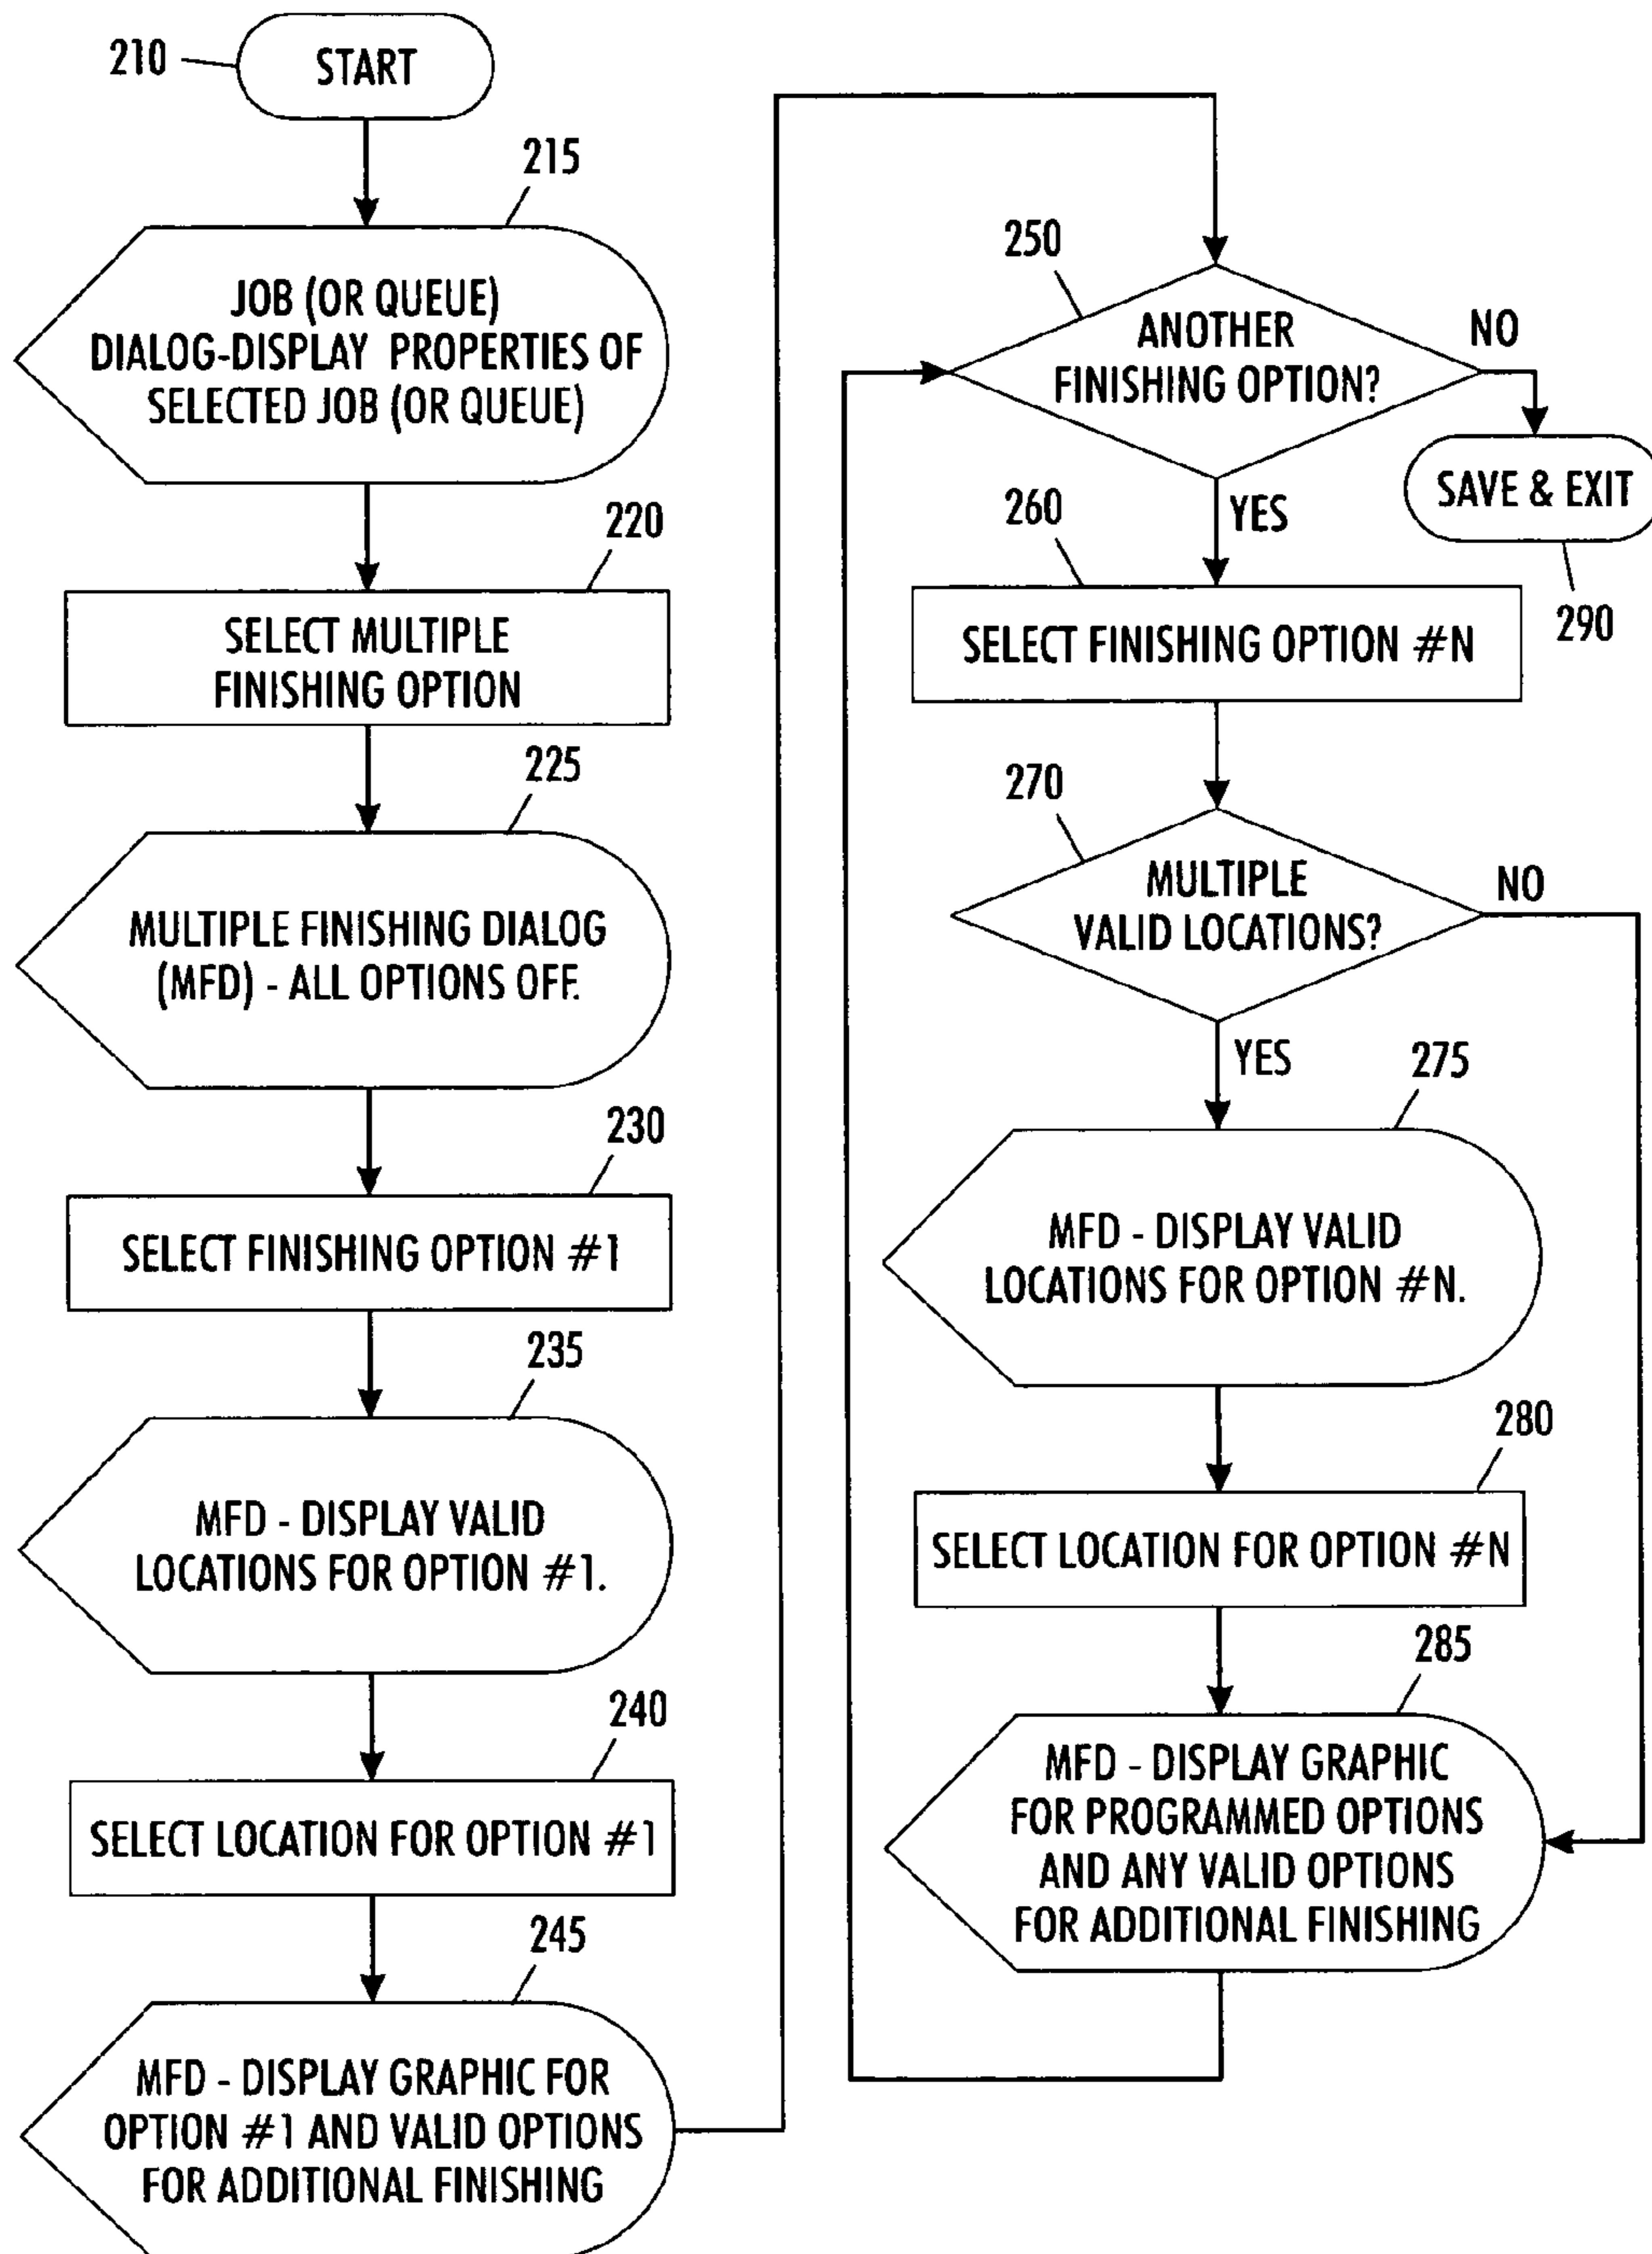 210
START
215
JOB (OR QUEUE)
DIALOG-DISPLAY PROPERTIES OF
SELECTED JOB (OR QUEUE)
220
SELECT MULTIPLE
FINISHING OPTION
225
MULTIPLE FINISHING DIALOG
(MFD) - ALL OPTIONS OFF.
230
SELECT FINISHING OPTION #1
235
MFD - DISPLAY VALID
LOCATIONS FOR OPTION #1.
240
SELECT LOCATION FOR OPTION #1
245
MFD - DISPLAY GRAPHIC FOR
OPTION #1 AND VALID OPTIONS
FOR ADDITIONAL FINISHING
250
ANOTHER
FINISHING OPTION?
NO
SAVE & EXIT
290
YES
260
SELECT FINISHING OPTION #N
270
MULTIPLE
VALID LOCATIONS?
NO
YES
275
MFD - DISPLAY VALID
LOCATIONS FOR OPTION #N.
280
SELECT LOCATION FOR OPTION #N
285
MFD - DISPLAY GRAPHIC
FOR PROGRAMMED OPTIONS
AND ANY VALID OPTIONS
FOR ADDITIONAL FINISHING